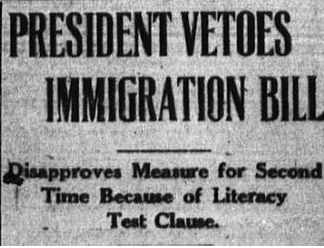 PRESIDENT VETOES
IMMIGRATION BILL
Disapproves Measure for Second
Time Because of Literacy
Test Clause.